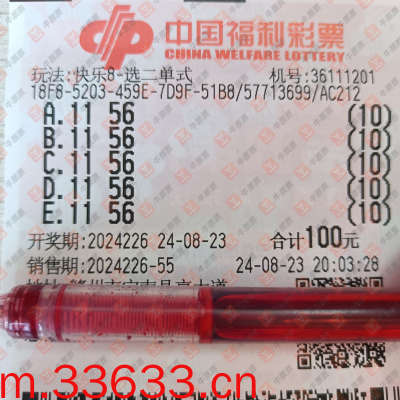 中国福利彩票
CHINA WELFARE LOTTERY
玩法:快乐8-选二单式 机号:36111201
18F8-5203-459E-7D9F-51B8/57713699/AC212
A.11 56 (10)
B.11 56 (10)
C.11 56 (10)
D.11 56 (10)
E.11 56 (10)
开奖期:2024226 24-08-23 合计100元
销售期:2024226-55 24-08-23 20:03:28
m.33633.cn